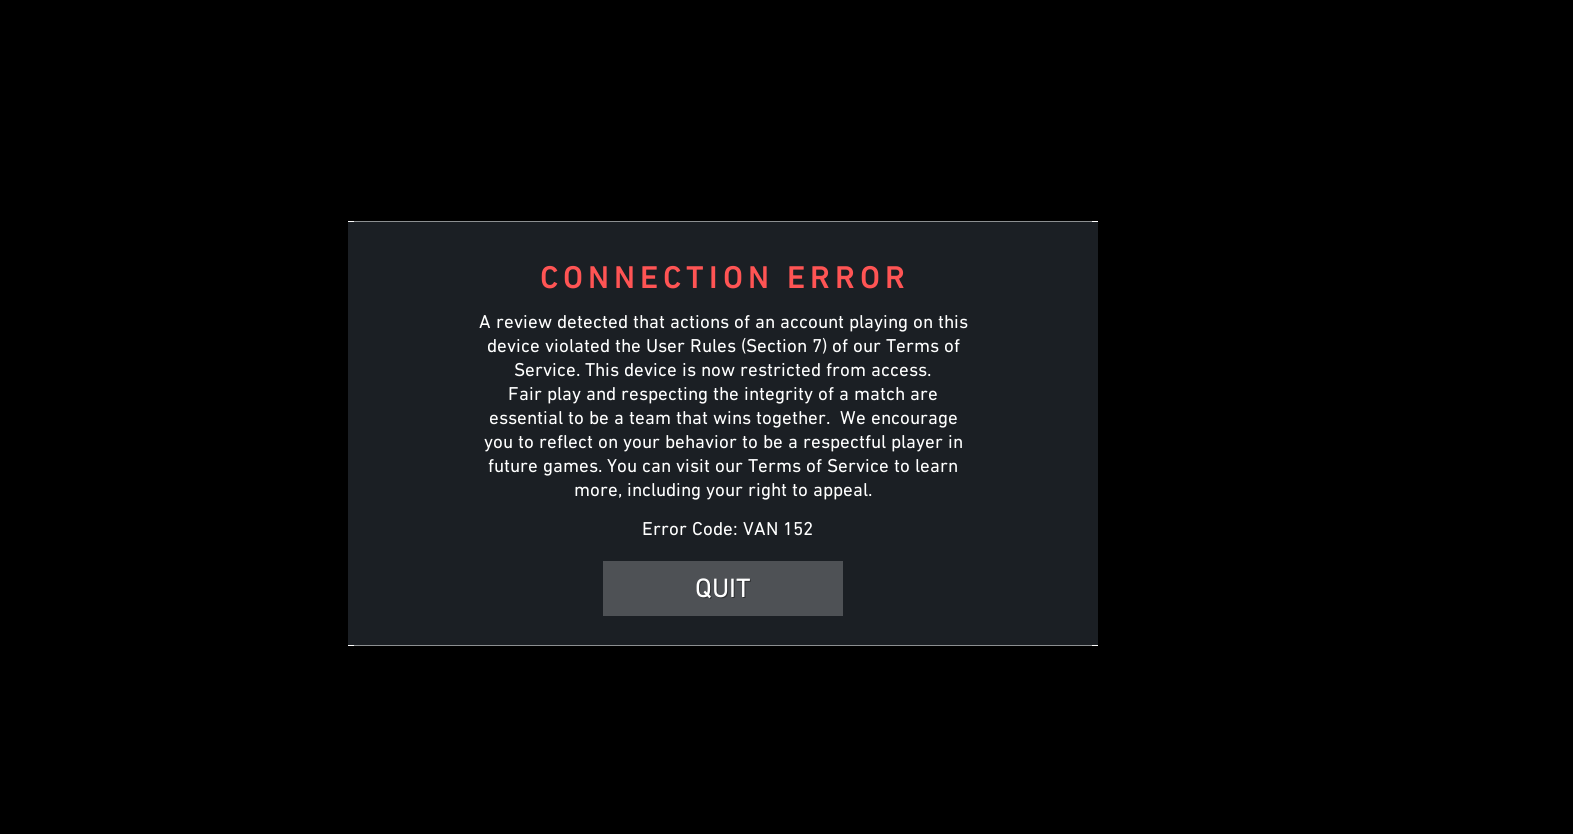 CONNECTION ERROR
A review detected that actions of an account playing on this
device violated the User Rules (Section 7) of our Terms of
Service. This device is now restricted from access.
Fair play and respecting the integrity of a match are
essential to be a team that wins together.  We encourage
you to reflect on your behavior to be a respectful player in
future games. You can visit our Terms of Service to learn
more, including your right to appeal.
Error Code: VAN 152
QUIT